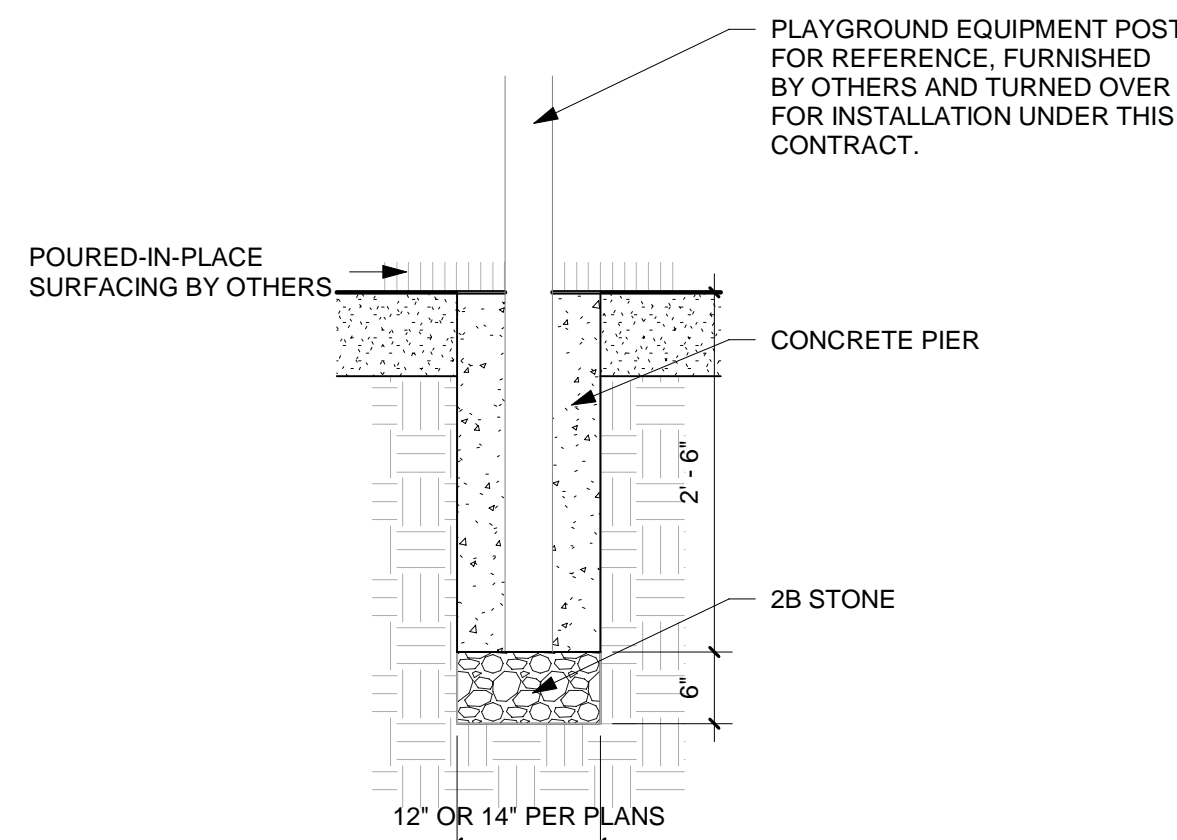 PLAYGROUND EQUIPMENT POST
FOR REFERENCE, FURNISHED
BY OTHERS AND TURNED OVER
FOR INSTALLATION UNDER THIS
CONTRACT.
POURED-IN-PLACE
SURFACING BY OTHERS
CONCRETE PIER
2' - 6"
2B STONE
6"
12" OR 14" PER PLANS